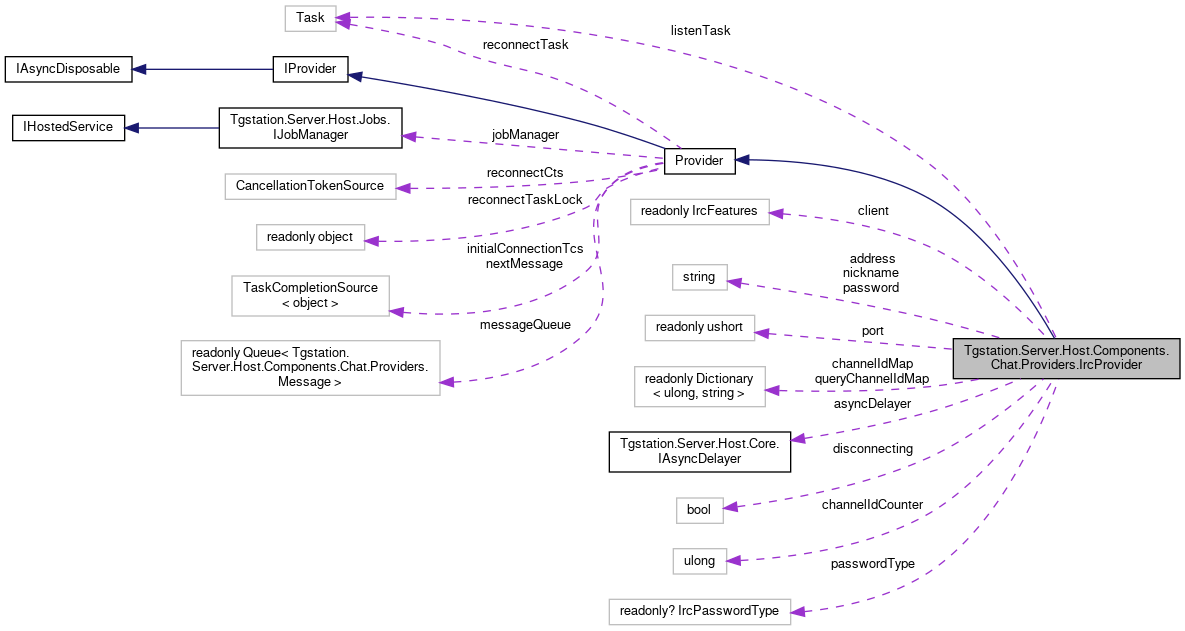 Task
listenTask
reconnectTask
IAsyncDisposable
IProvider
IHostedService
Tgstation.Server.Host.Jobs.
IJobManager
jobManager
Provider
reconnectCts
CancellationTokenSource
reconnectTaskLock
readonly object
readonly IrcFeatures
client
initialConnectionTcs
nextMessage
TaskCompletionSource
< object >
string
address
nickname
password
messageQueue
readonly Queue< Tgstation.
Server.Host.Components.Chat.Providers.
Message >
readonly ushort
port
Tgstation.Server.Host.Components.
Chat.Providers.IrcProvider
readonly Dictionary
< ulong, string >
channelIdMap
queryChannelIdMap
asyncDelayer
Tgstation.Server.Host.Core.
IAsyncDelayer
disconnecting
bool
channelIdCounter
ulong
passwordType
readonly? IrcPasswordType